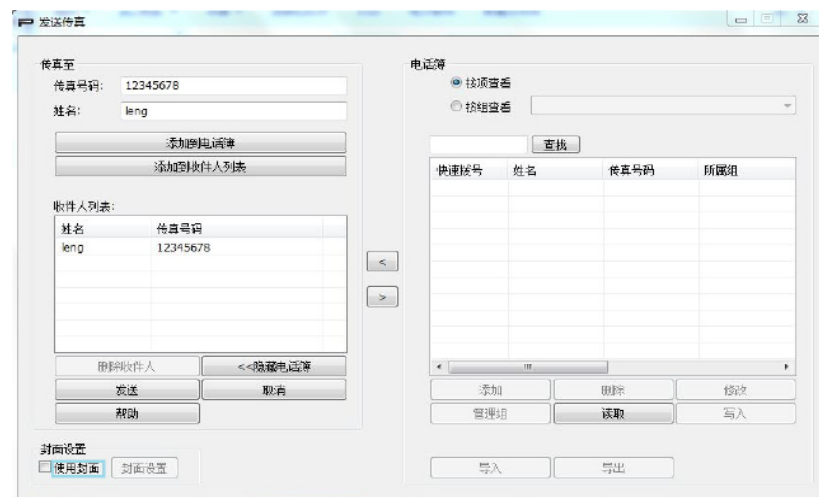 发送传真
传真至
传真号码: 12345678
姓名: leng
添加到电话簿
添加到收件人列表
收件人列表:
姓名 传真号码
leng 12345678
删除收件人 <<隐藏电话簿
发送 取消
帮助
封面设置
使用封面 封面设置
<
>
电话簿
按项查看
按组查看
查找
快速拨号 姓名 传真号码 所属组
添加 删除 修改
管理组 读取 写入
导入 导出